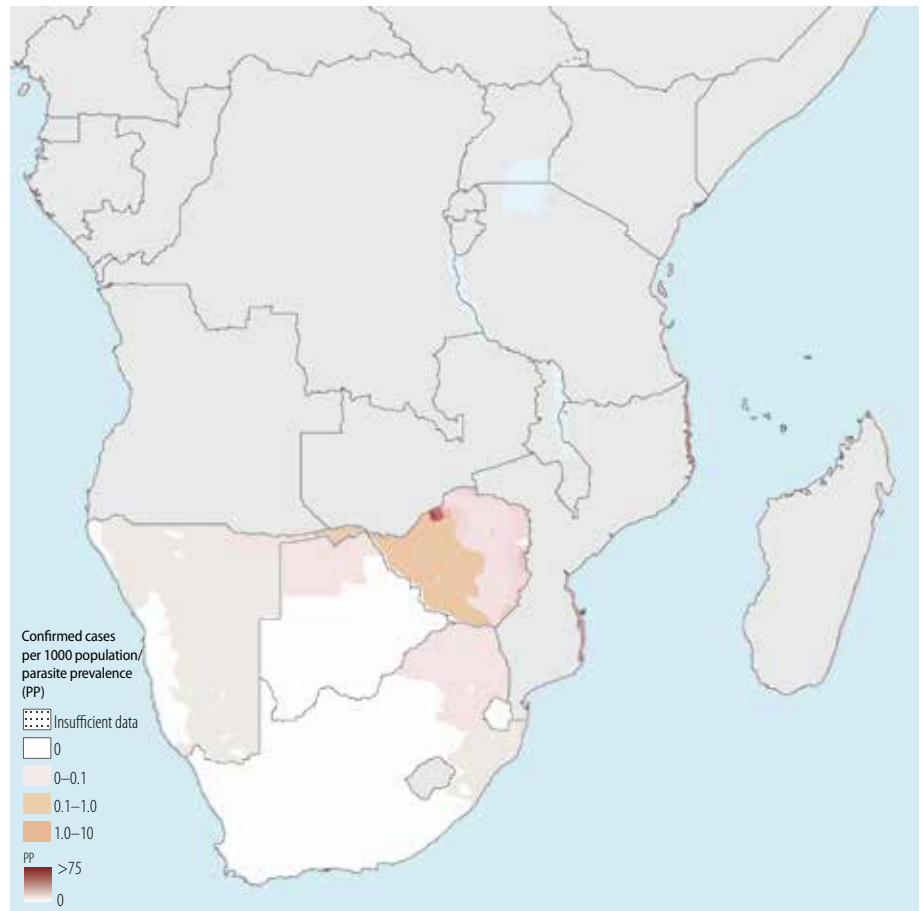 Confirmed cases
per 1000 population/
parasite prevalence
(PP)
Insufficient data
0
0–0.1
0.1–1.0
1.0–10
PP
>75
0